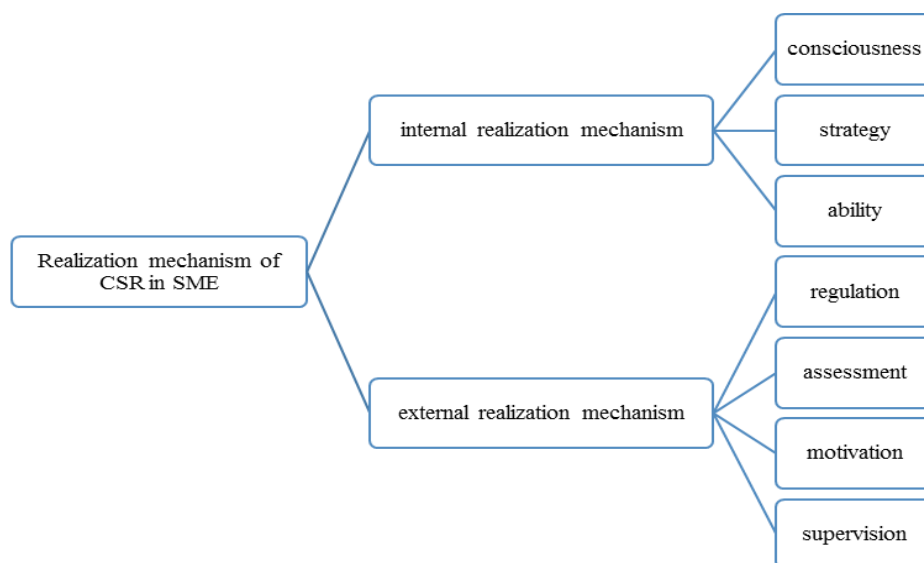 consciousness
internal realization mechanism
strategy
ability
Realization mechanism of
CSR in SME
regulation
assessment
external realization mechanism
motivation
supervision